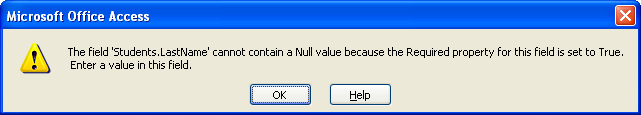 Microsoft Office Access
The field 'Students.LastName' cannot contain a Null value because the Required property for this field is set to True.
Enter a value in this field.
OK
Help